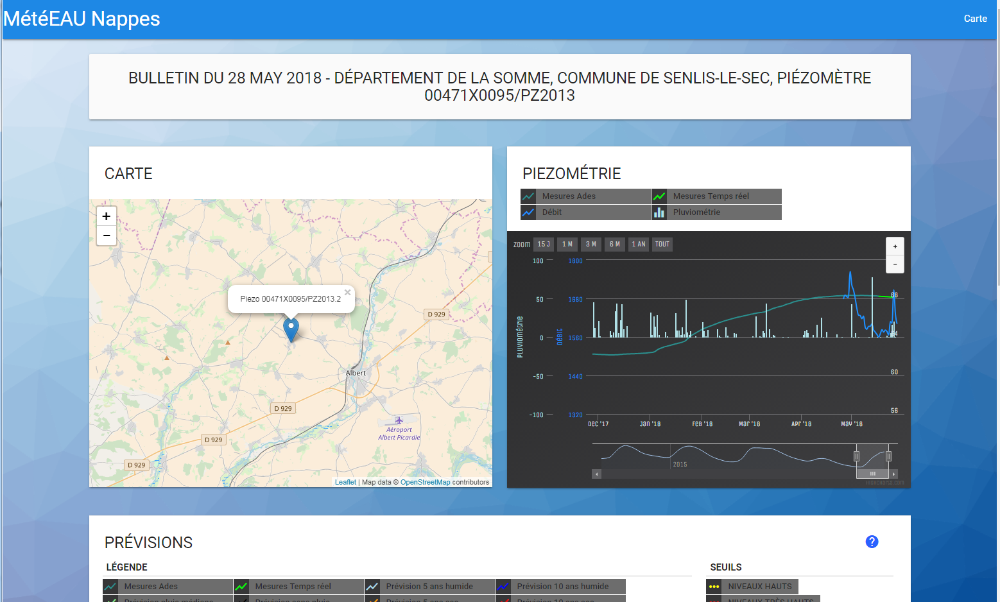 MétéEAU Nappes
Carte
BULLETIN DU 28 MAY 2018 - DÉPARTEMENT DE LA SOMME, COMMUNE DE SENLIS-LE-SEC, PIÉZOMÈTRE
00471X0095/PZ2013
CARTE
+
−
Piezo 00471X0095/PZ2013.2
×
D 929
Albert
D 929
Aéroport
Albert Picardie
D 929
D 929
Leaflet | Map data © OpenStreetMap contributors
PIEZOMÉTRIE
Mesures Ades
Mesures Temps réel
Débit
Pluviométrie
Zoom 15 J 1 M 3 M 6 M 1 AN TOUT
+
-
100 1800
50 1680 68
0 1560 64
-50 1440 60
-100 1320 56
Pluviométrie
Débit
Dec '17 Jan '18 Feb '18 Mar '18 Apr '18 May '18
2015
Highcharts.com
PRÉVISIONS
?
LÉGENDE
Mesures Ades
Mesures Temps réel
Prévision 5 ans humide
Prévision 10 ans humide
Prévision pluie médiane
Prévision sans pluie
Prévision 5 ans sec
Prévision 10 ans sec
SEUILS
NIVEAUX HAUTS
NIVEAUX TRÈS HAUTS